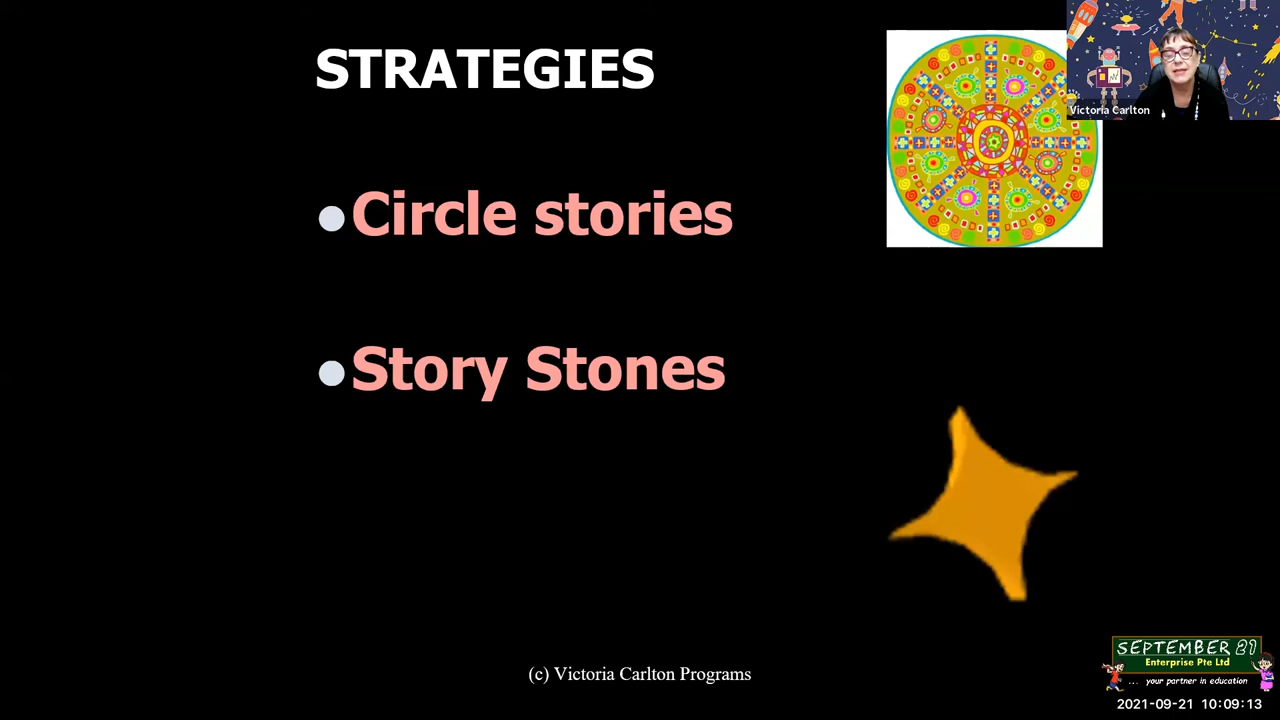 STRATEGIES
Victoria Carlton
Circle stories
Story Stones
(c) Victoria Carlton Programs
SEPTEMBER 21
Enterprise Pte Ltd
... your partner in education
2021-09-21 10:09:13